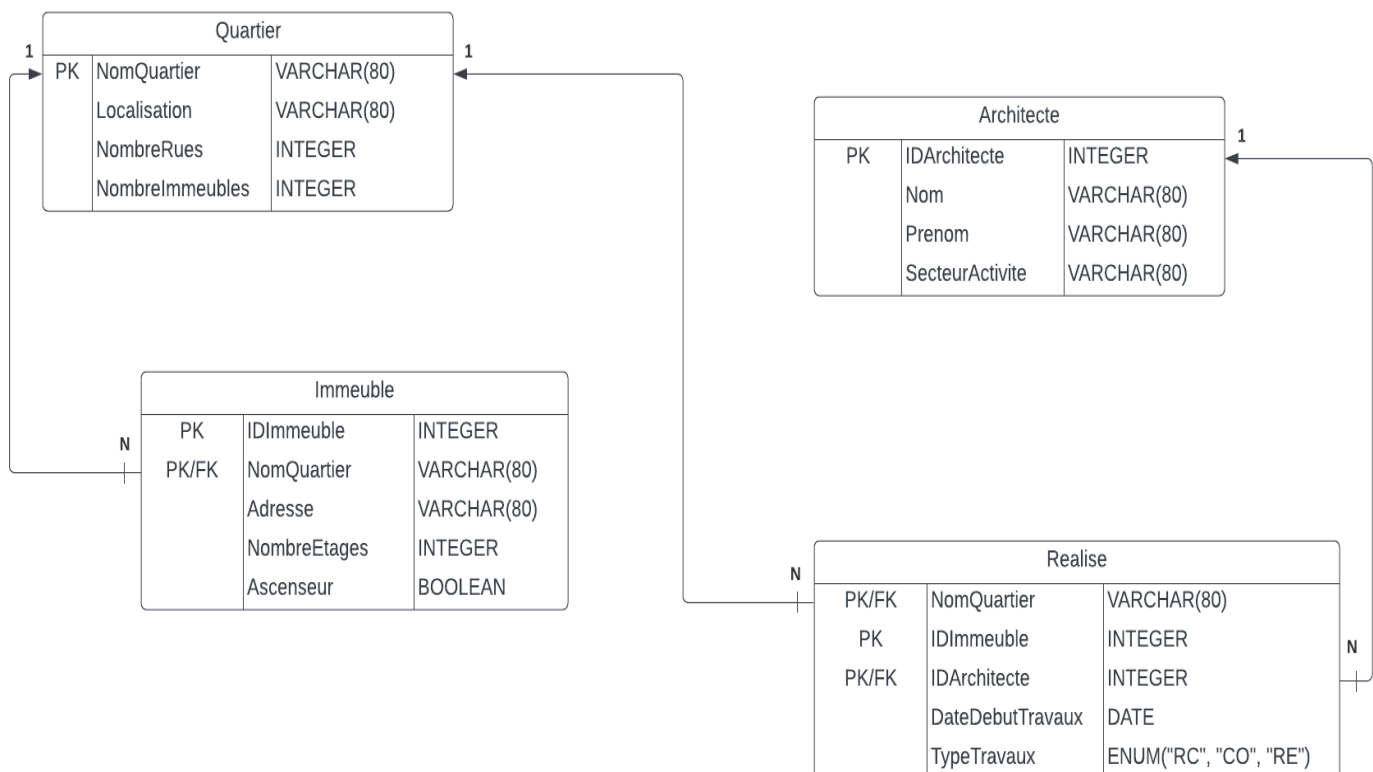 Quartier
1
1
PK NomQuartier VARCHAR(80)
Localisation VARCHAR(80)
NombreRues INTEGER
NombreImmeubles INTEGER
Architecte
1
PK IDArchitecte INTEGER
Nom VARCHAR(80)
Prenom VARCHAR(80)
SecteurActivite VARCHAR(80)
Immeuble
N
PK IDImmeuble INTEGER
PK/FK NomQuartier VARCHAR(80)
Adresse VARCHAR(80)
NombreEtages INTEGER
Ascenseur BOOLEAN
Realise
N
PK/FK NomQuartier VARCHAR(80)
PK IDImmeuble INTEGER
N
PK/FK IDArchitecte INTEGER
DateDebutTravaux DATE
TypeTravaux ENUM("RC", "CO", "RE")